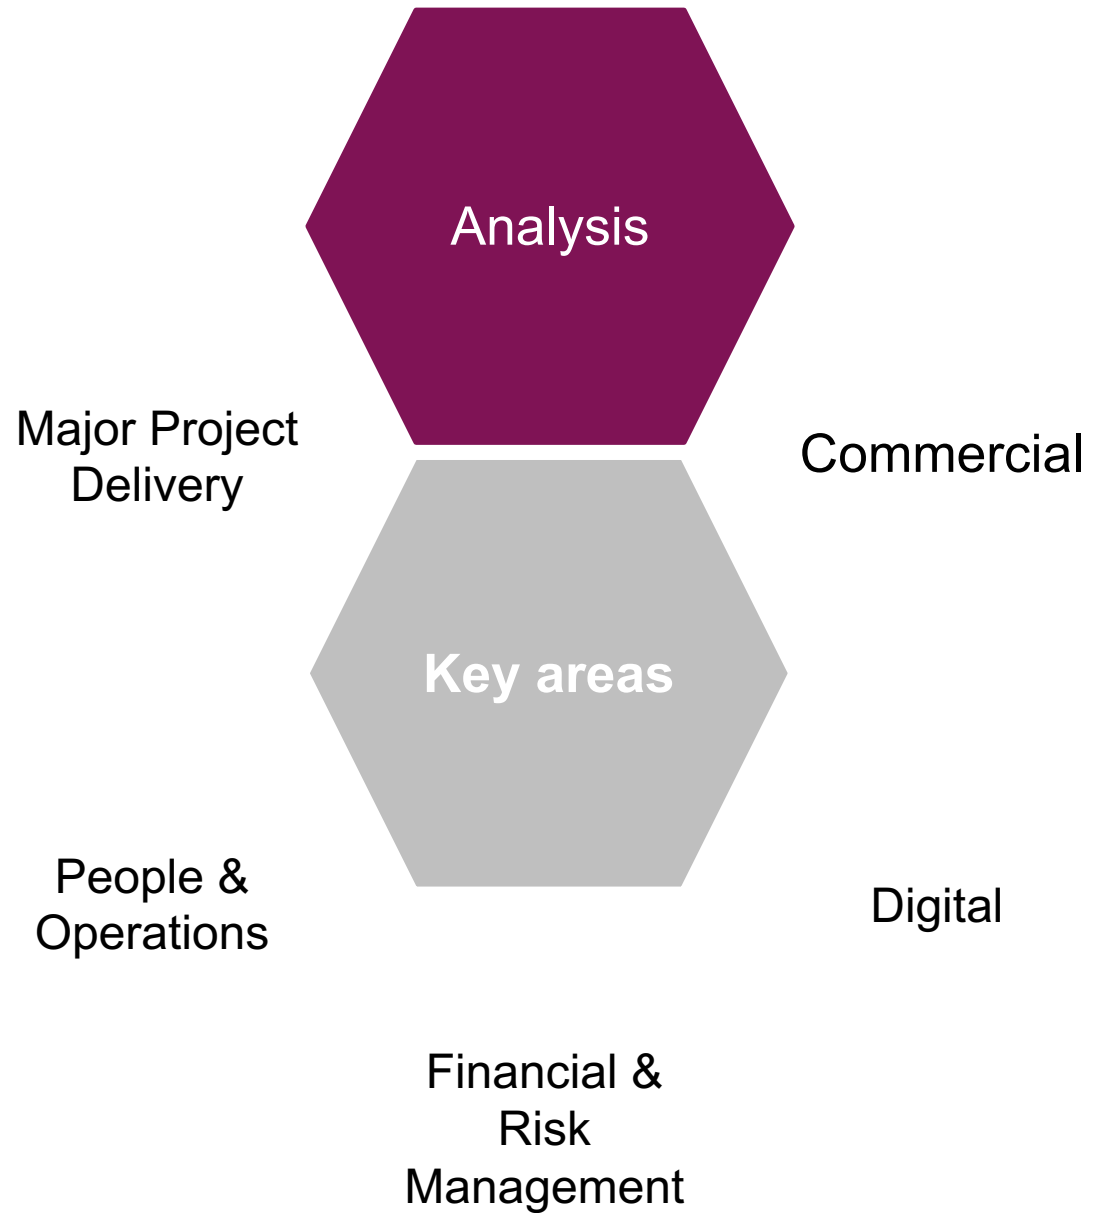 Analysis
Major Project
Delivery
Commercial
Key areas
People &
Operations
Digital
Financial &
Risk
Management